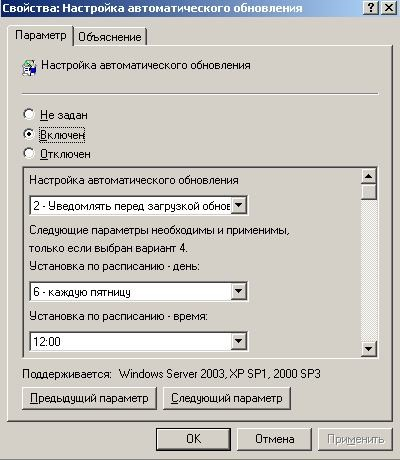 Свойства: Настройка автоматического обновления
Параметр
Объяснение
Настройка автоматического обновления
Не задан
Включен
Отключен
Настройка автоматического обновления
2 - Уведомлять перед загрузкой обнов
Следующие параметры необходимы и применимы,
только если выбран вариант 4.
Установка по расписанию - день:
6 - каждую пятницу
Установка по расписанию - время:
12:00
Поддерживается: Windows Server 2003, XP SP1, 2000 SP3
Предыдущий параметр
Следующий параметр
OK
Отмена
Применить